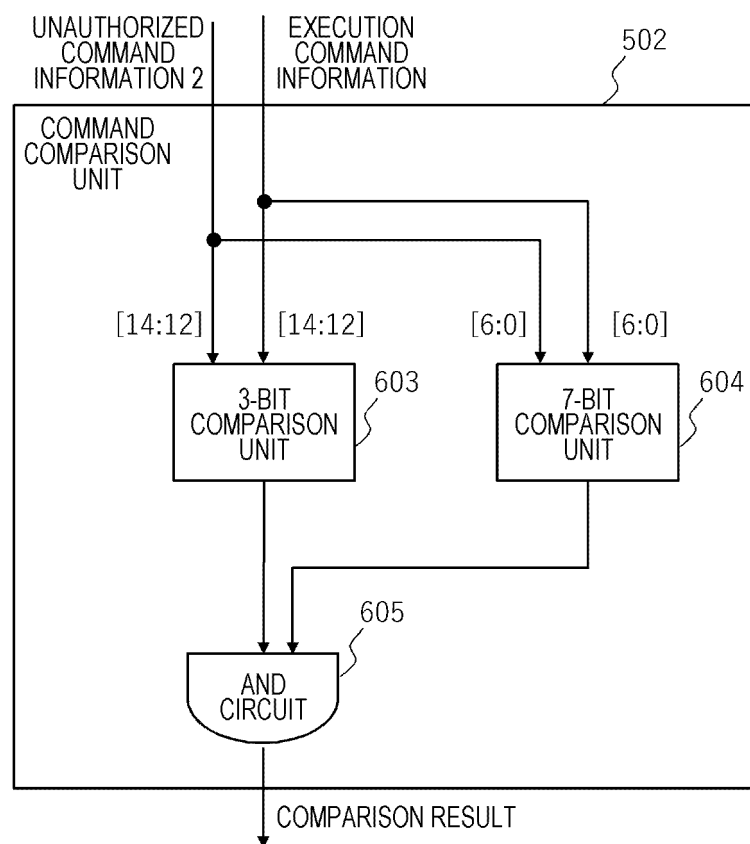 UNAUTHORIZED
COMMAND
INFORMATION 2
EXECUTION
COMMAND
INFORMATION
502
COMMAND
COMPARISON
UNIT
[14:12]
[14:12]
[6:0]
[6:0]
3-BIT
COMPARISON
UNIT
603
7-BIT
COMPARISON
UNIT
604
605
AND
CIRCUIT
COMPARISON RESULT